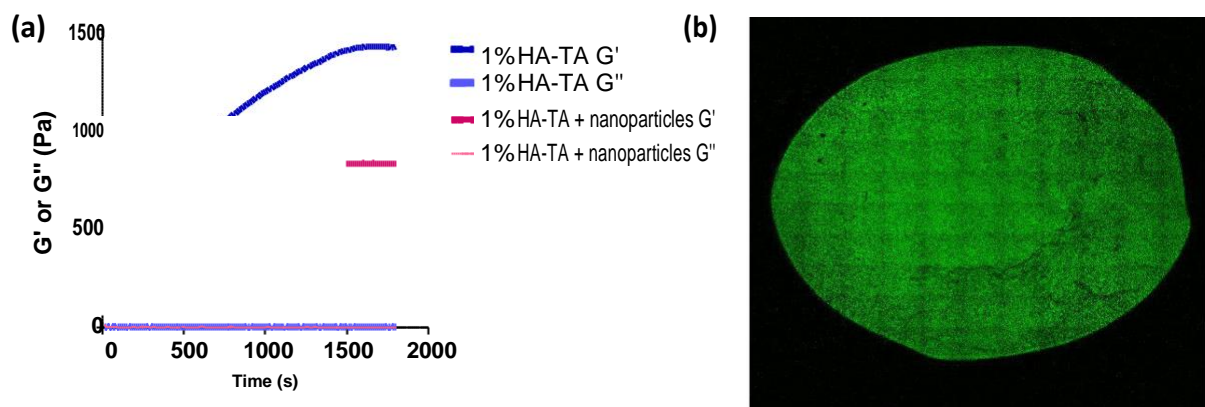 (a)
1500
1000
500
0
G' or G'' (Pa)
0 500 1000 1500 2000
Time (s)
1%HA-TA G'
1%HA-TA G''
1%HA-TA + nanoparticles G'
1%HA-TA + nanoparticles G''
(b)